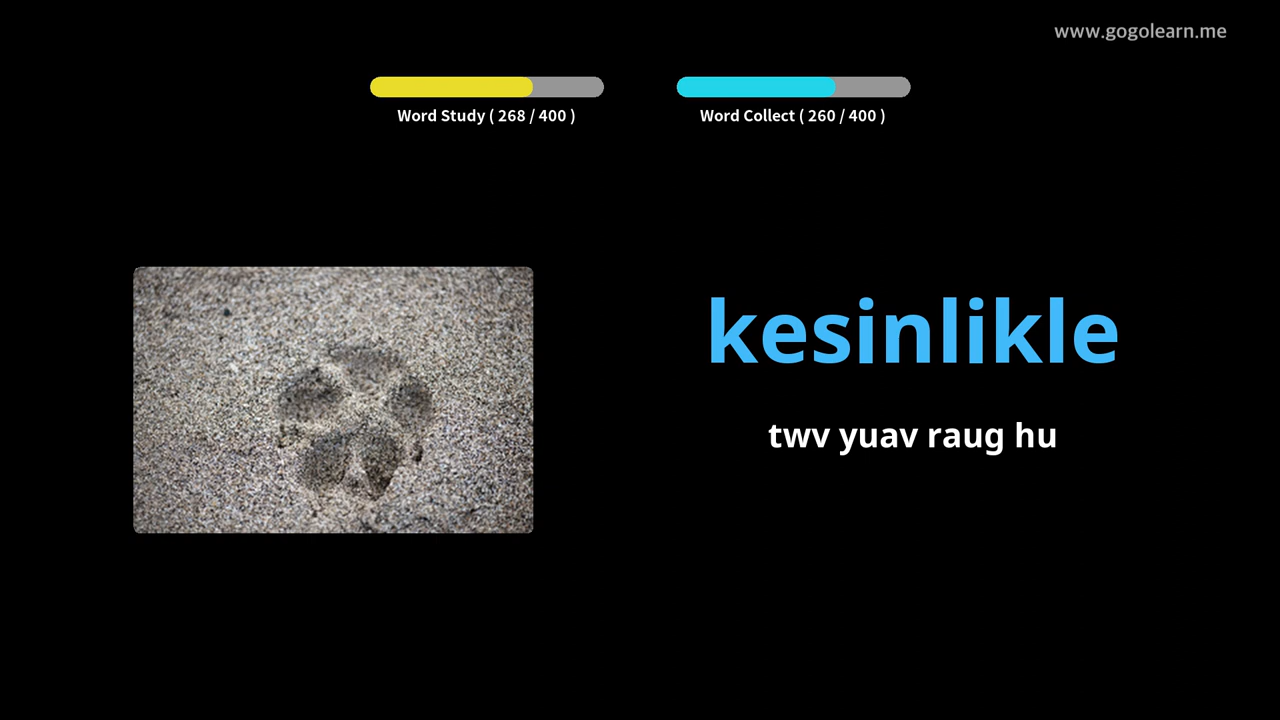 www.gogolearn.me
Word Study ( 268 / 400 )
Word Collect ( 260 / 400 )
kesinlikle
twv yuav raug hu